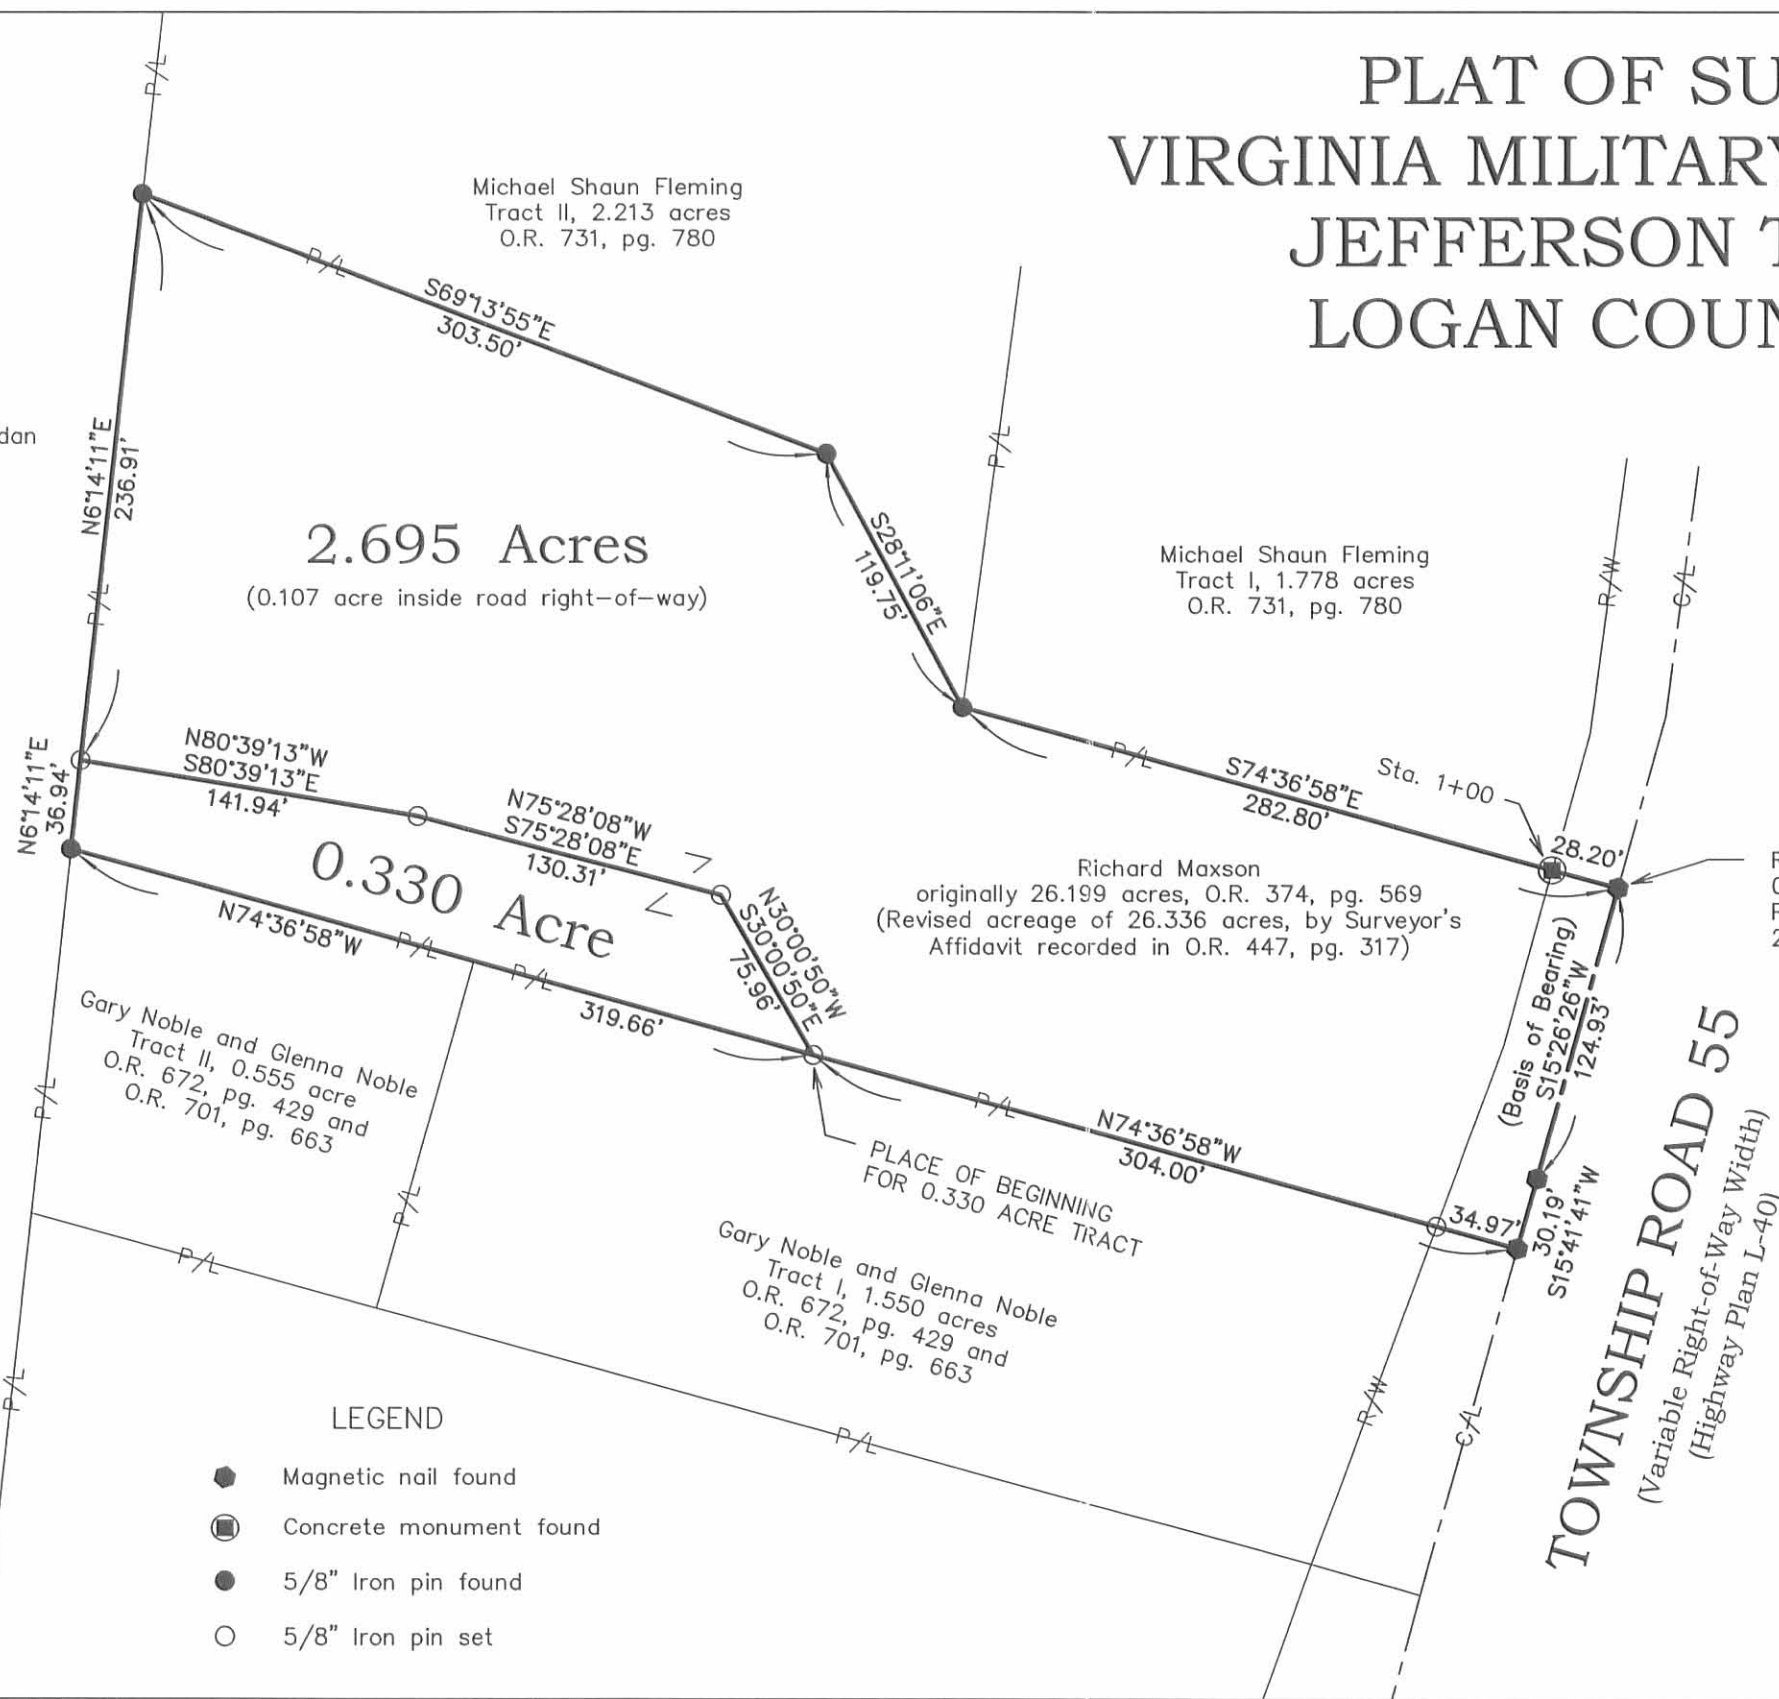 PLAT OF SU
VIRGINIA MILITARY
JEFFERSON T
LOGAN COUN
P/L
Michael Shaun Fleming
Tract II, 2.213 acres
O.R. 731, pg. 780
P/L
S69°13'55"E
303.50'
P/L
dan
N6°14'11"E
236.91'
P/L
2.695 Acres
(0.107 acre inside road right-of-way)
S28°11'06"E
119.75'
Michael Shaun Fleming
Tract I, 1.778 acres
O.R. 731, pg. 780
R/W
C/L
N6°14'11"E
36.94'
N80°39'13"W
S80°39'13"E
141.94'
N75°28'08"W
S75°28'08"E
130.31'
P/L
S74°36'58"E
282.80'
Sta. 1+00
28.20'
0.330 Acre
N30°00'50"W
S30°00'50"E
75.96'
Richard Maxson
originally 26.199 acres, O.R. 374, pg. 569
(Revised acreage of 26.336 acres, by Surveyor's
Affidavit recorded in O.R. 447, pg. 317)
N74°36'58"W
P/L
P/L
319.66'
(Basis of Bearing)
S15°26'26"W
124.93'
Gary Noble and Glenna Noble
Tract II, 0.555 acre
O.R. 672, pg. 429 and
O.R. 701, pg. 663
P/L
P/L
P/L
N74°36'58"W
304.00'
PLACE OF BEGINNING
FOR 0.330 ACRE TRACT
34.97'
30.19'
S15°41'41"W
TOWNSHIP ROAD 55
(Variable Right-of-Way Width)
(Highway Plan L-40)
Gary Noble and Glenna Noble
Tract I, 1.550 acres
O.R. 672, pg. 429 and
O.R. 701, pg. 663
P/L
P/L
P/L
R/W
C/L
LEGEND
Magnetic nail found
Concrete monument found
5/8" Iron pin found
5/8" Iron pin set